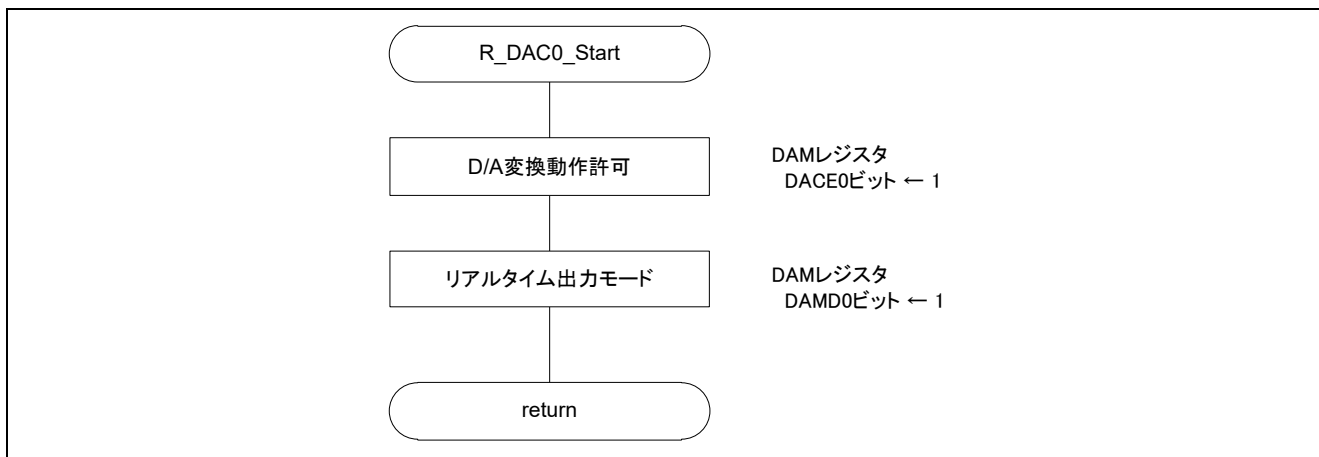 R_DAC0_Start
D/A変換動作許可
DAMレジスタ
DACE0ビット ← 1
リアルタイム出力モード
DAMレジスタ
DAMD0ビット ← 1
return